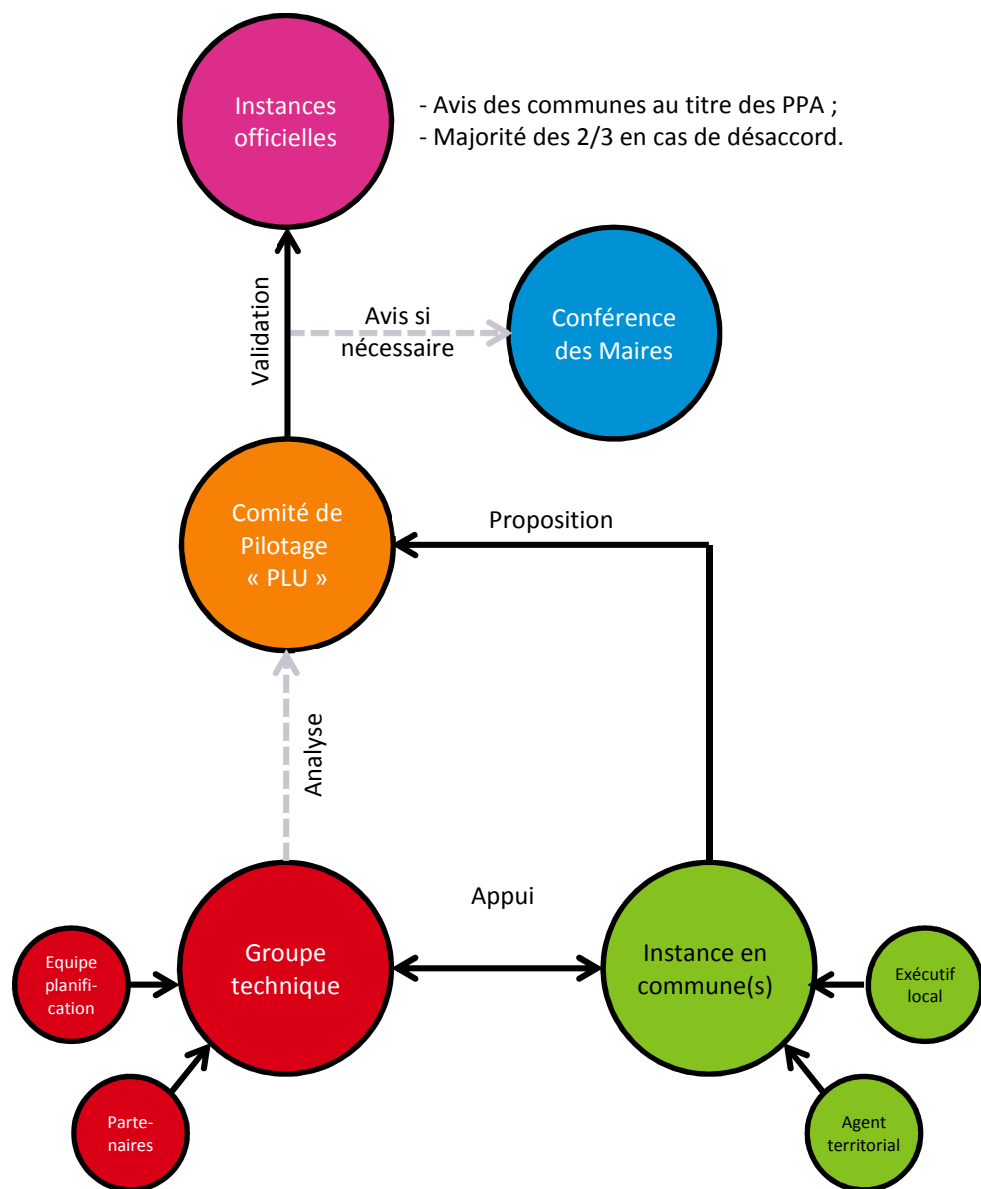 Instances
officielles
- Avis des communes au titre des PPA ;
- Majorité des 2/3 en cas de désaccord.
Validation
Avis si
nécessaire
Conférence
des Maires
Comité de
Pilotage
« PLU »
Proposition
Analyse
Appui
Groupe
technique
Instance en
commune(s)
Equipe
planifi-
cation
Exécutif
local
Parte-
naires
Agent
territorial